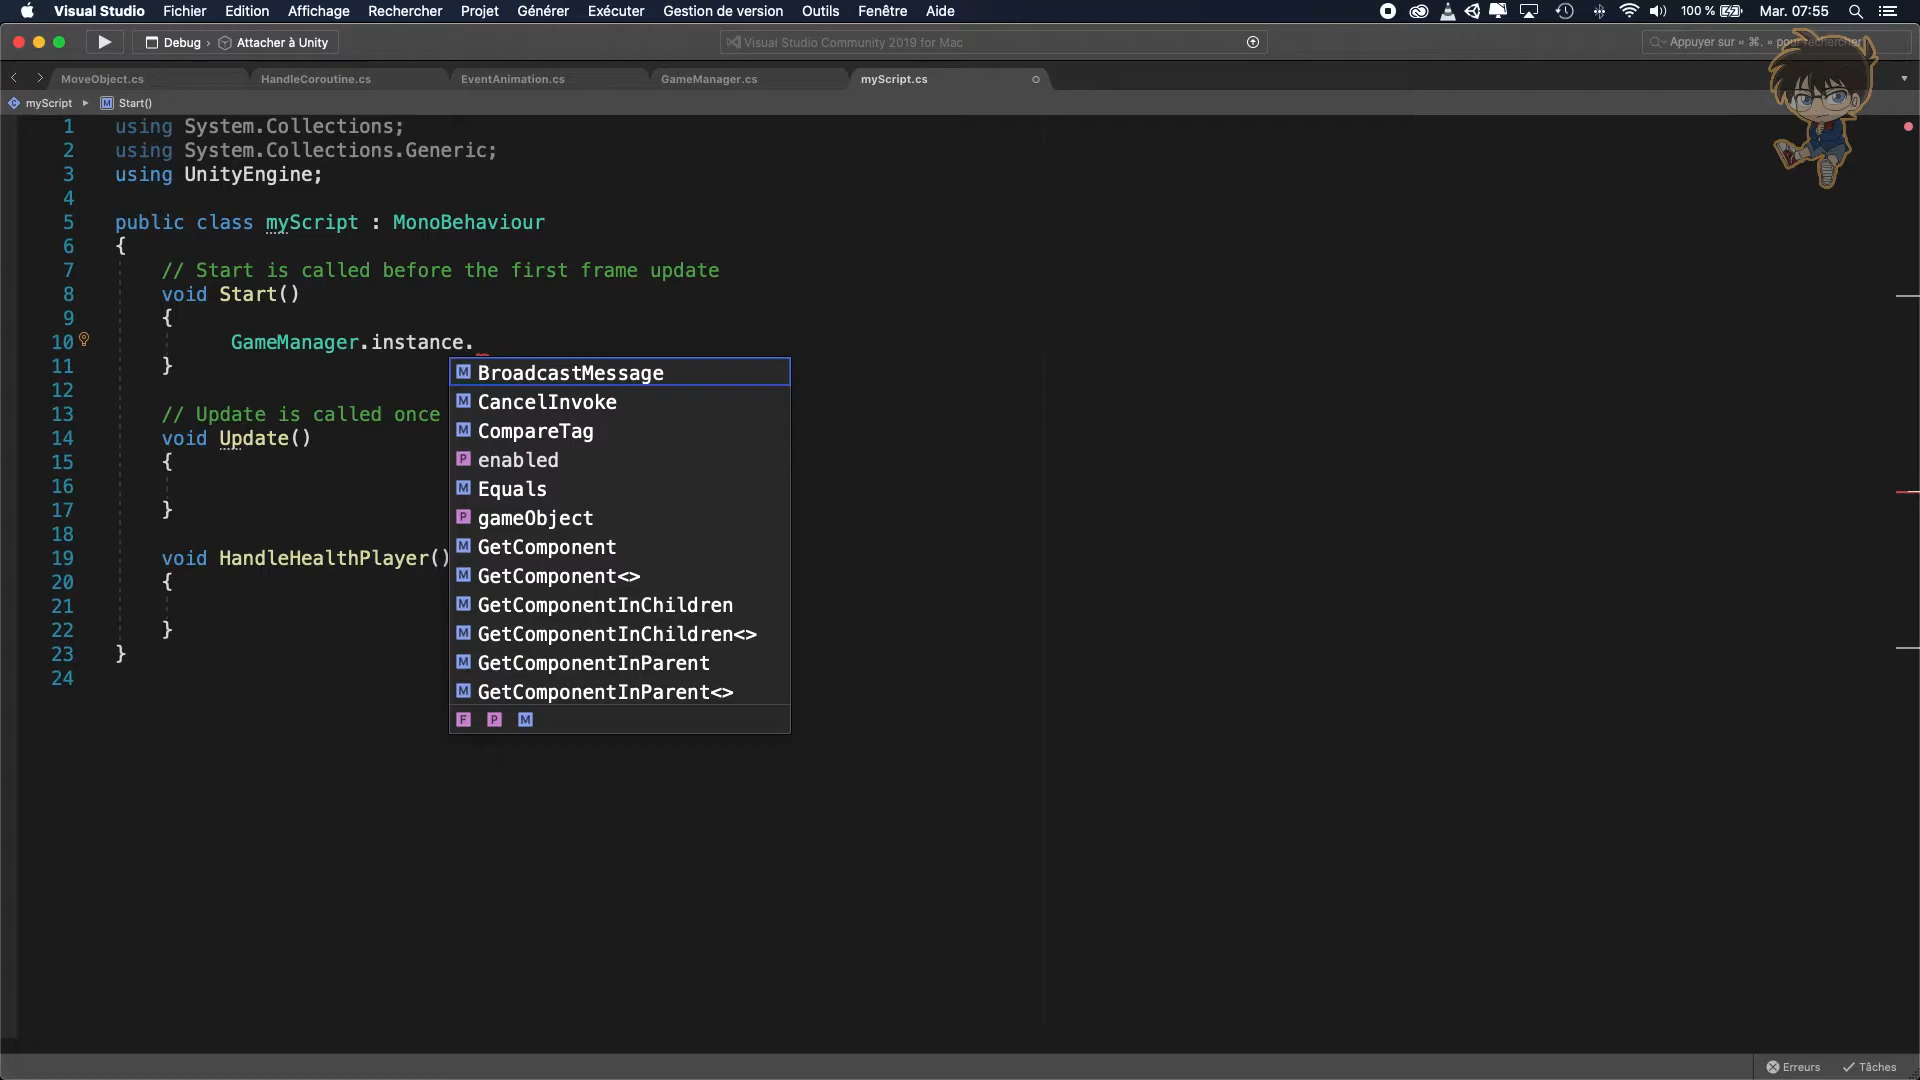 Visual Studio Fichier Edition Affichage Rechercher Projet Générer Exécuter Gestion de version Outils Fenêtre Aide 100 % Mar. 07:55
Debug › Attacher à Unity Visual Studio Community 2019 for Mac Appuyer sur « ⌘. » pour rechercher
MoveObject.cs HandleCoroutine.cs EventAnimation.cs GameManager.cs myScript.cs
myScript ▸ M Start()
1 using System.Collections;
2 using System.Collections.Generic;
3 using UnityEngine;
4
5 public class myScript : MonoBehaviour
6 {
7 // Start is called before the first frame update
8 void Start()
9 {
10 GameManager.instance.
11 }
12
13 // Update is called once
14 void Update()
15 {
16
17 }
18
19 void HandleHealthPlayer()
20 {
21
22 }
23 }
24
M BroadcastMessage
M CancelInvoke
M CompareTag
P enabled
M Equals
P gameObject
M GetComponent
M GetComponent<>
M GetComponentInChildren
M GetComponentInChildren<>
M GetComponentInParent
M GetComponentInParent<>
F P M
Erreurs Tâches